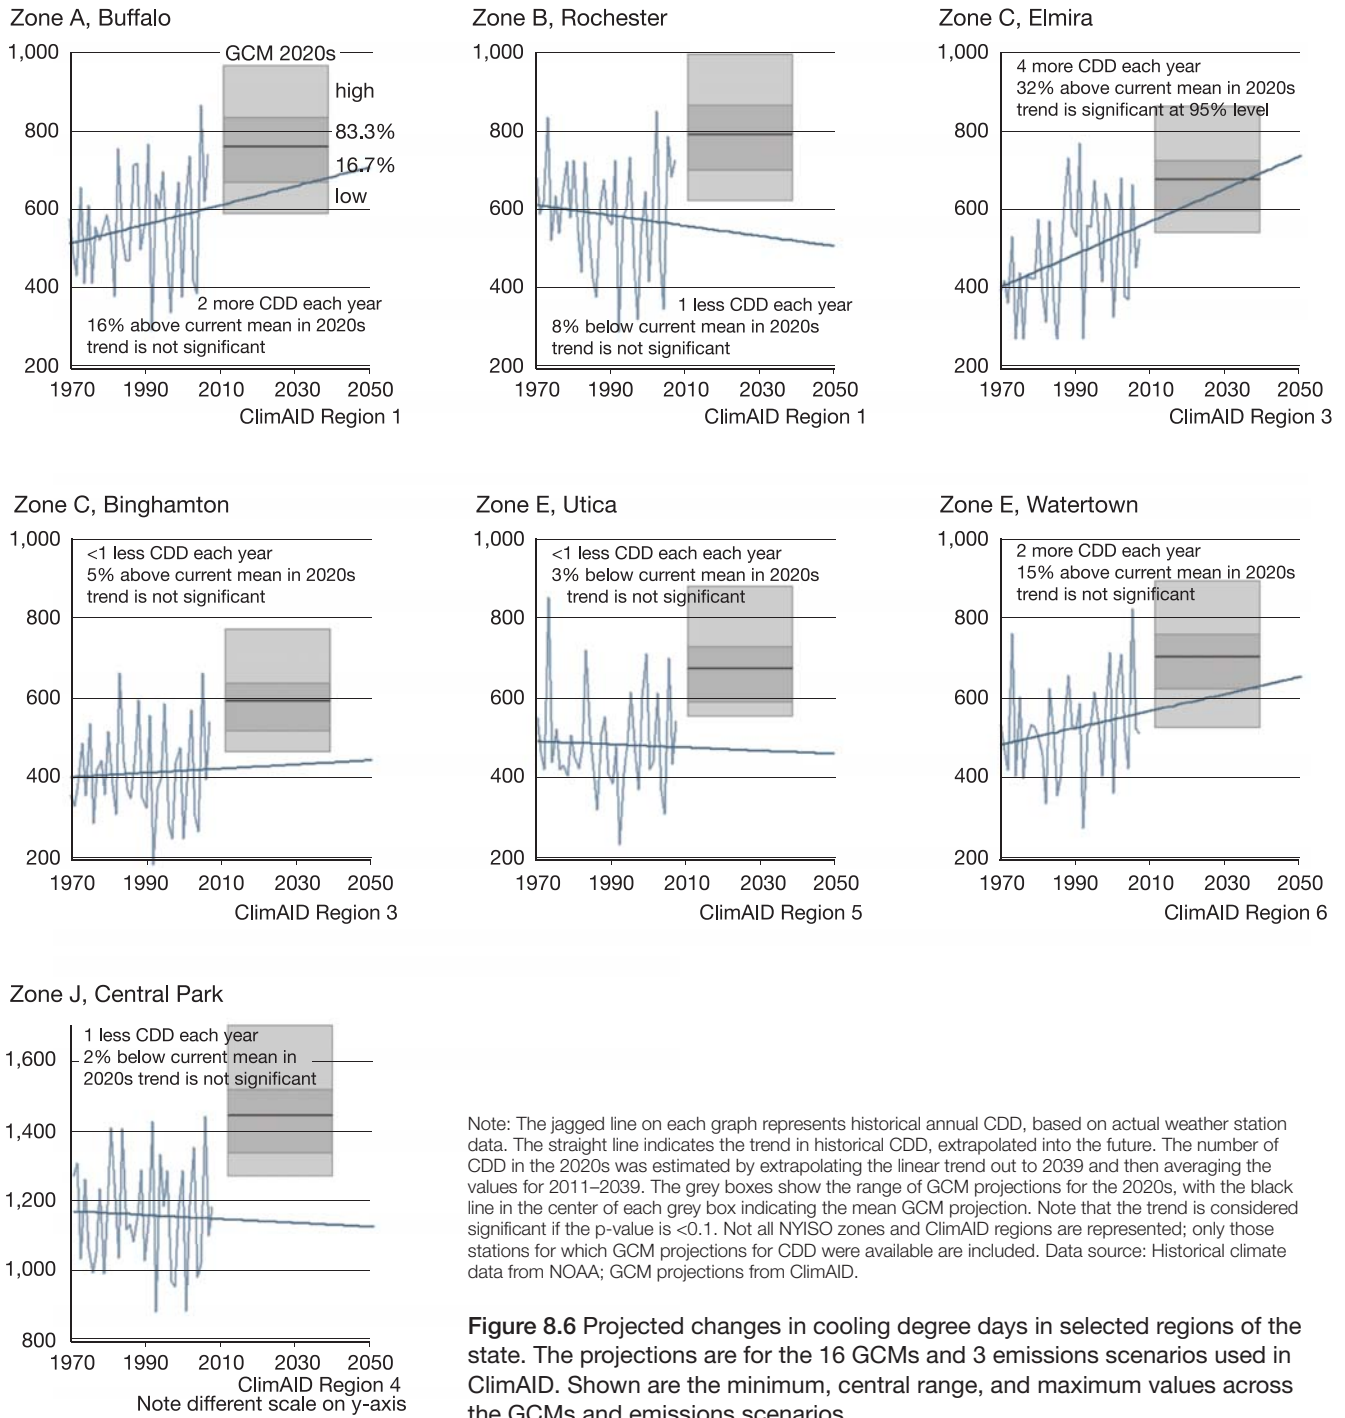 Zone A, Buffalo
1,000
GCM 2020s
high
800
83.3%
16.7%
low
600
400
2 more CDD each year
16% above current mean in 2020s
trend is not significant
200
1970 1990 2010 2030 2050
ClimAID Region 1
Zone B, Rochester
1,000
800
600
400
1 less CDD each year
8% below current mean in 2020s
trend is not significant
200
1970 1990 2010 2030 2050
ClimAID Region 1
Zone C, Elmira
1,000
4 more CDD each year
32% above current mean in 2020s
trend is significant at 95% level
800
600
400
200
1970 1990 2010 2030 2050
ClimAID Region 3
Zone C, Binghamton
1,000
<1 less CDD each year
5% above current mean in 2020s
trend is not significant
800
600
400
200
1970 1990 2010 2030 2050
ClimAID Region 3
Zone E, Utica
1,000
<1 less CDD each each year
3% below current mean in 2020s
trend is not significant
800
600
400
200
1970 1990 2010 2030 2050
ClimAID Region 5
Zone E, Watertown
1,000
2 more CDD each year
15% above current mean in 2020s
trend is not significant
800
600
400
200
1970 1990 2010 2030 2050
ClimAID Region 6
Zone J, Central Park
1 less CDD each year
1,600
2% below current mean in
2020s trend is not significant
1,400
1,200
1,000
800
1970 1990 2010 2030 2050
ClimAID Region 4
Note different scale on y-axis
Note: The jagged line on each graph represents historical annual CDD, based on actual weather station
data. The straight line indicates the trend in historical CDD, extrapolated into the future. The number of
CDD in the 2020s was estimated by extrapolating the linear trend out to 2039 and then averaging the
values for 2011–2039. The grey boxes show the range of GCM projections for the 2020s, with the black
line in the center of each grey box indicating the mean GCM projection. Note that the trend is considered
significant if the p-value is <0.1. Not all NYISO zones and ClimAID regions are represented; only those
stations for which GCM projections for CDD were available are included. Data source: Historical climate
data from NOAA; GCM projections from ClimAID.
Figure 8.6 Projected changes in cooling degree days in selected regions of the
state. The projections are for the 16 GCMs and 3 emissions scenarios used in
ClimAID. Shown are the minimum, central range, and maximum values across
the GCMs and emissions scenarios